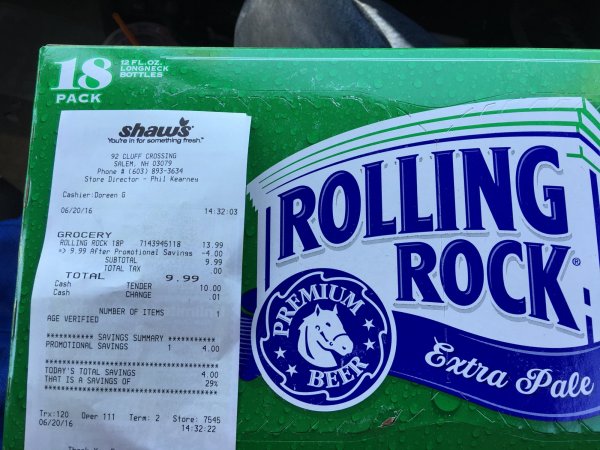 18
PACK
12 FL.OZ.
LONGNECK
BOTTLES
shaw's
You're in for something fresh.™
92 CLUFF CROSSING
SALEM, NH 03079
Phone # (603) 893-3634
Store Director - Phil Kearney
Cashier:Doreen G
06/20/16 14:32:03
GROCERY
ROLLING ROCK 18P 7143945118 13.99
=> 9.99 After Promotional Savings -4.00
SUBTOTAL 9.99
TOTAL TAX .00
TOTAL 9.99
Cash TENDER 10.00
Cash CHANGE .01
NUMBER OF ITEMS 1
AGE VERIFIED
*********** SAVINGS SUMMARY ***********
PROMOTIONAL SAVINGS 1 4.00
TODAY'S TOTAL SAVINGS 4.00
THAT IS A SAVINGS OF 29%
Trx:120 Oper 111 Term: 2 Store: 7545
06/20/16 14:32:22
ROLLING
ROCK®
PREMIUM
BEER
Extra Pale